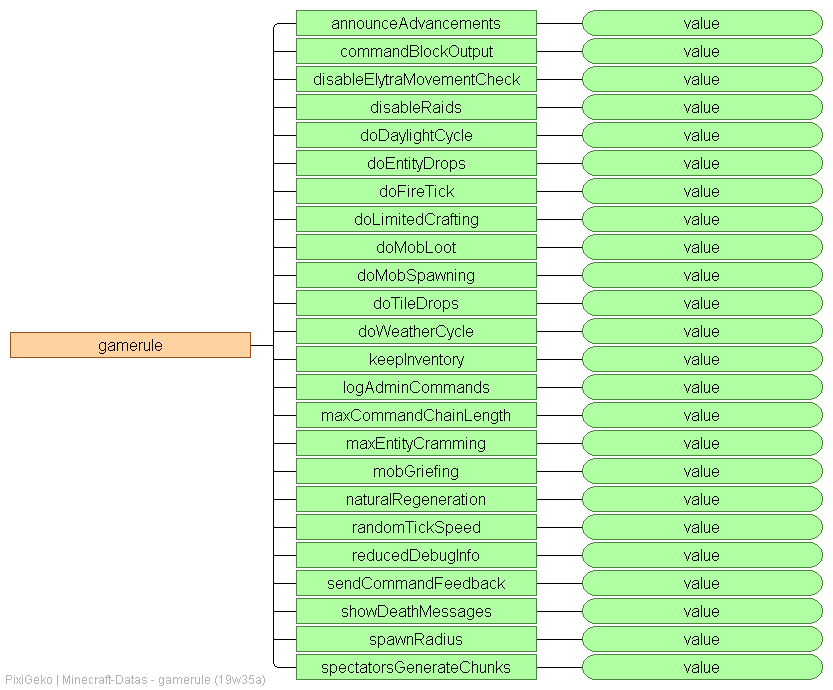 announceAdvancements value
commandBlockOutput value
disableElytraMovementCheck value
disableRaids value
doDaylightCycle value
doEntityDrops value
doFireTick value
doLimitedCrafting value
doMobLoot value
doMobSpawning value
doTileDrops value
doWeatherCycle value
gamerule
keepInventory value
logAdminCommands value
maxCommandChainLength value
maxEntityCramming value
mobGriefing value
naturalRegeneration value
randomTickSpeed value
reducedDebugInfo value
sendCommandFeedback value
showDeathMessages value
spawnRadius value
spectatorsGenerateChunks value
PixiGeko | Minecraft-Datas - gamerule (19w35a)